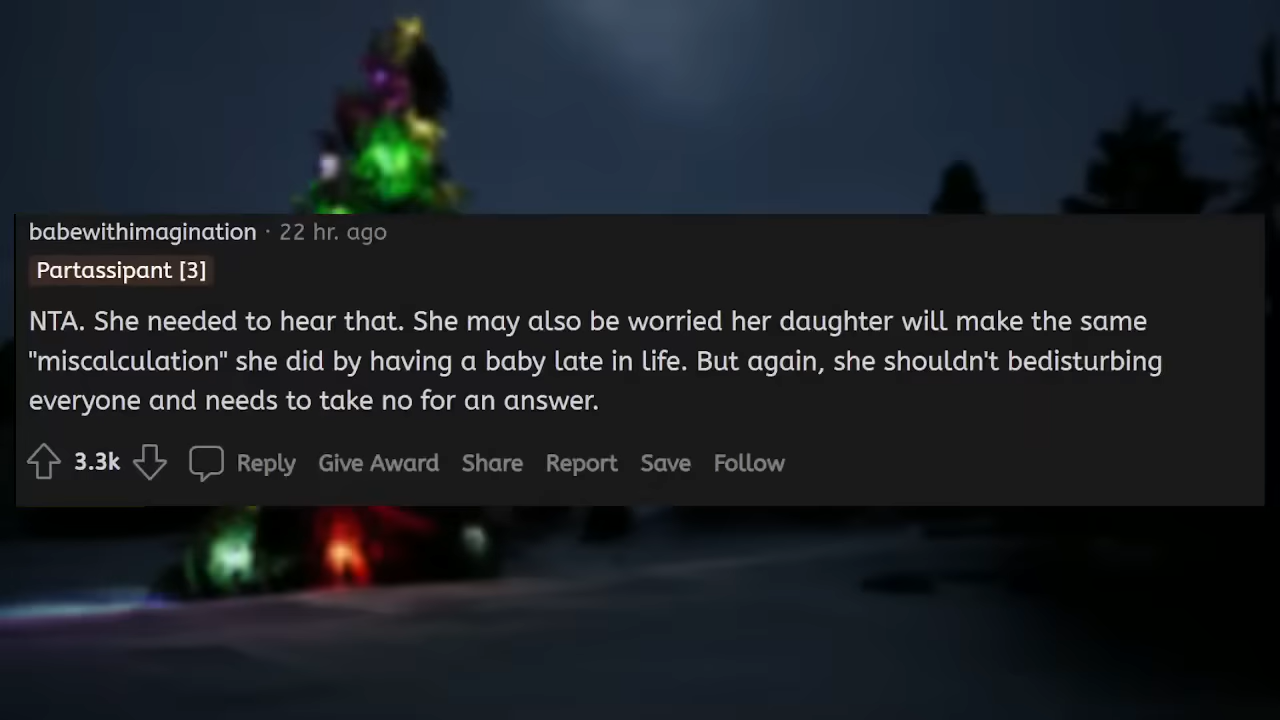 babewithimagination · 22 hr. ago
Partassipant [3]
NTA. She needed to hear that. She may also be worried her daughter will make the same
"miscalculation" she did by having a baby late in life. But again, she shouldn't bedisturbing
everyone and needs to take no for an answer.
3.3k Reply Give Award Share Report Save Follow